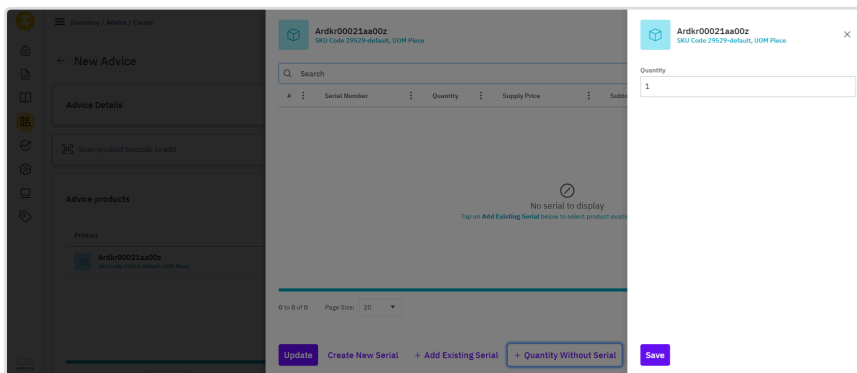 Inventory / Advice / Create
← New Advice
Advice Details
Scan product barcode to add
Advice products
Product
Ardkr00021aa00z
SKU Code 29529-default, UOM Piece
Ardkr00021aa00z
SKU Code 29529-default, UOM Piece
Search
# Serial Number Quantity Supply Price Subto
No serial to display
Tap on Add Existing Serial below to select product existi
0 to 0 of 0 Page Size: 20
Update Create New Serial + Add Existing Serial + Quantity Without Serial
Ardkr00021aa00z
SKU Code 29529-default, UOM Piece
Quantity
1
Save